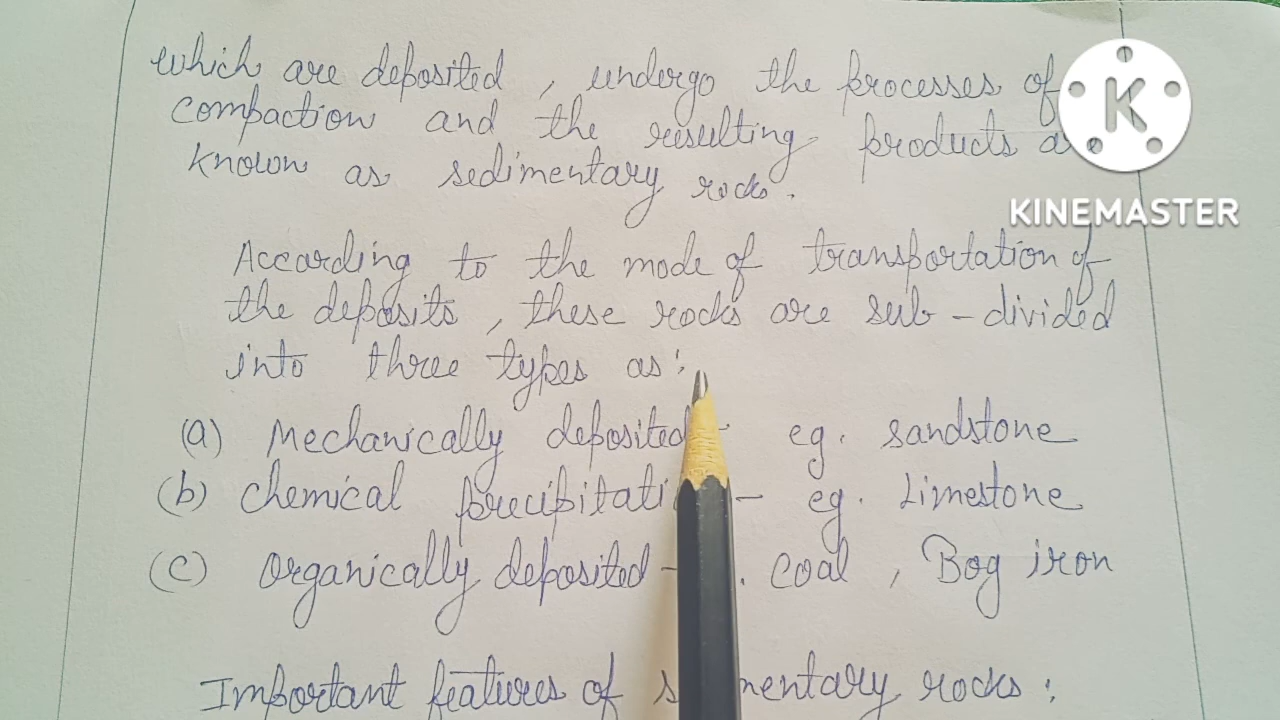 which are deposited, undergo the processes of
compaction and the resulting products are
known as sedimentary rocks.
According to the mode of transportation of
the deposits, these rocks are sub-divided
into three types as:
(a) Mechanically deposited - eg. sandstone
(b) chemical precipitati - eg. Limestone
(c) organically deposited - . coal, Bog iron
Important features of s mentary rocks:
K
KINEMASTER